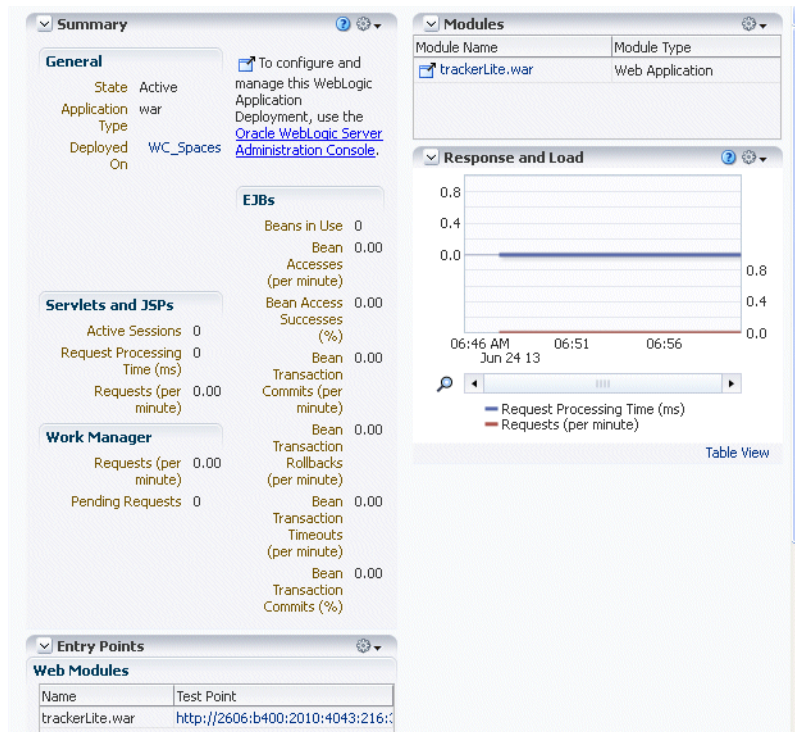 Summary
General
State Active
Application Type war
Deployed On WC_Spaces
To configure and
manage this WebLogic
Application
Deployment, use the
Oracle WebLogic Server
Administration Console.
EJBs
Beans in Use 0
Bean Accesses (per minute) 0.00
Bean Access Successes (%) 0.00
Bean Transaction Commits (per minute) 0.00
Bean Transaction Rollbacks (per minute) 0.00
Bean Transaction Timeouts (per minute) 0.00
Bean Transaction Commits (%) 0.00
Servlets and JSPs
Active Sessions 0
Request Processing Time (ms) 0
Requests (per minute) 0.00
Work Manager
Requests (per minute) 0.00
Pending Requests 0
Entry Points
Web Modules
Name Test Point
trackerLite.war http://2606:b400:2010:4043:216:
Modules
Module Name Module Type
trackerLite.war Web Application
Response and Load
0.8
0.4
0.0
0.8
0.4
0.0
06:46 AM 06:51 06:56
Jun 24 13
Request Processing Time (ms)
Requests (per minute)
Table View